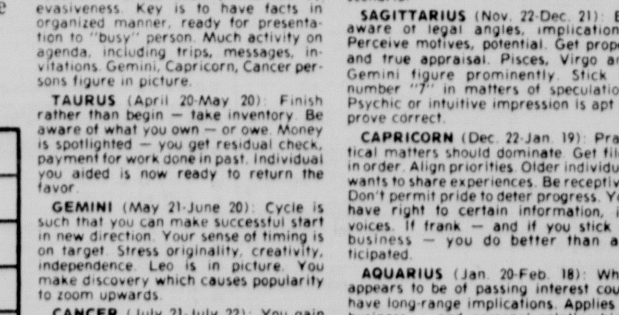 evasiveness. Key is to have facts in
organized manner, ready for presenta-
tion to "busy" person. Much activity on
agenda, including trips, messages, in-
vitations. Gemini, Capricorn, Cancer per-
sons figure in picture.
TAURUS (April 20-May 20): Finish
rather than begin — take inventory. Be
aware of what you own — or owe. Money
is spotlighted — you get residual check,
payment for work done in past. Individual
you aided is now ready to return the
favor.
GEMINI (May 21-June 20): Cycle is
such that you can make successful start
in new direction. Your sense of timing is
on target. Stress originality, creativity,
independence. Leo is in picture. You
make discovery which causes popularity
to zoom upwards.
CANCER (July 21-July 22): You gain
SAGITTARIUS (Nov. 22-Dec. 21): B
aware of legal angles, implication
Perceive motives, potential. Get prope
and true appraisal. Pisces, Virgo an
Gemini figure prominently. Stick
number "7" in matters of speculatio
Psychic or intuitive impression is apt
prove correct.
CAPRICORN (Dec. 22-Jan. 19): Pra
tical matters should dominate. Get fil
in order. Align priorities. Older individu
wants to share experiences. Be receptiv
Don't permit pride to deter progress. Y
have right to certain information, i
voices. If frank — and if you stick
business — you do better than a
ticipated.
AQUARIUS (Jan. 20-Feb. 18): Wh
appears to be of passing interest cou
have long-range implications. Applies